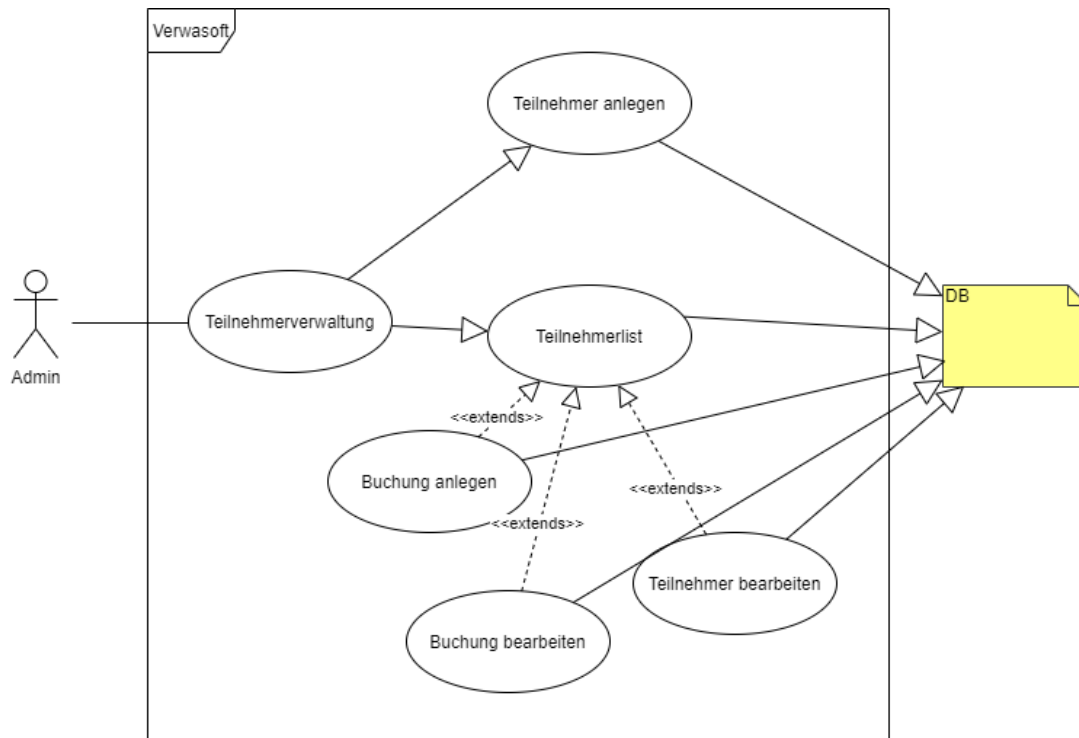 Verwasoft
Teilnehmer anlegen
Teilnehmerverwaltung
Teilnehmerlist
DB
Admin
<<extends>>
Buchung anlegen
<<extends>>
<<extends>>
Teilnehmer bearbeiten
Buchung bearbeiten